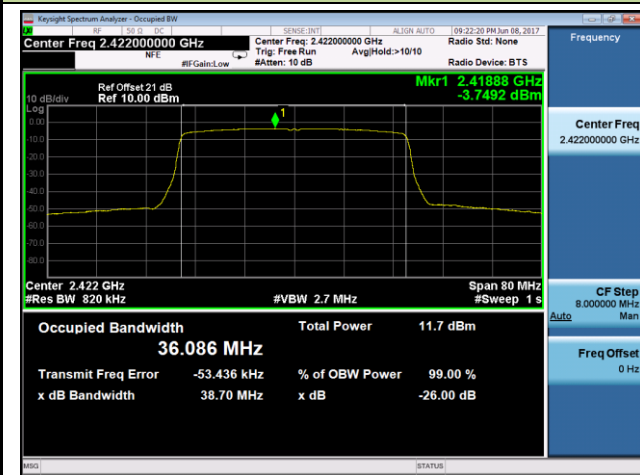 Keysight Spectrum Analyzer - Occupied BW
RF 50 Ω DC SENSE:INT ALIGN AUTO 09:22:20 PM Jun 08, 2017
Center Freq 2.422000000 GHz Center Freq: 2.422000000 GHz Radio Std: None
NFE Trig: Free Run Avg|Hold:>10/10
#IFGain:Low #Atten: 10 dB Radio Device: BTS
Ref Offset 21 dB Mkr1 2.41888 GHz
10 dB/div Ref 10.00 dBm -3.7492 dBm
Log
1
0.00
-10.0
-20.0
-30.0
-40.0
-50.0
-60.0
-70.0
-80.0
Center 2.422 GHz Span 80 MHz
#Res BW 820 kHz #VBW 2.7 MHz #Sweep 1 s
Occupied Bandwidth Total Power 11.7 dBm
36.086 MHz
Transmit Freq Error -53.436 kHz % of OBW Power 99.00 %
x dB Bandwidth 38.70 MHz x dB -26.00 dB
MSG STATUS
Frequency
Center Freq
2.422000000 GHz
CF Step
8.000000 MHz
Auto Man
Freq Offset
0 Hz